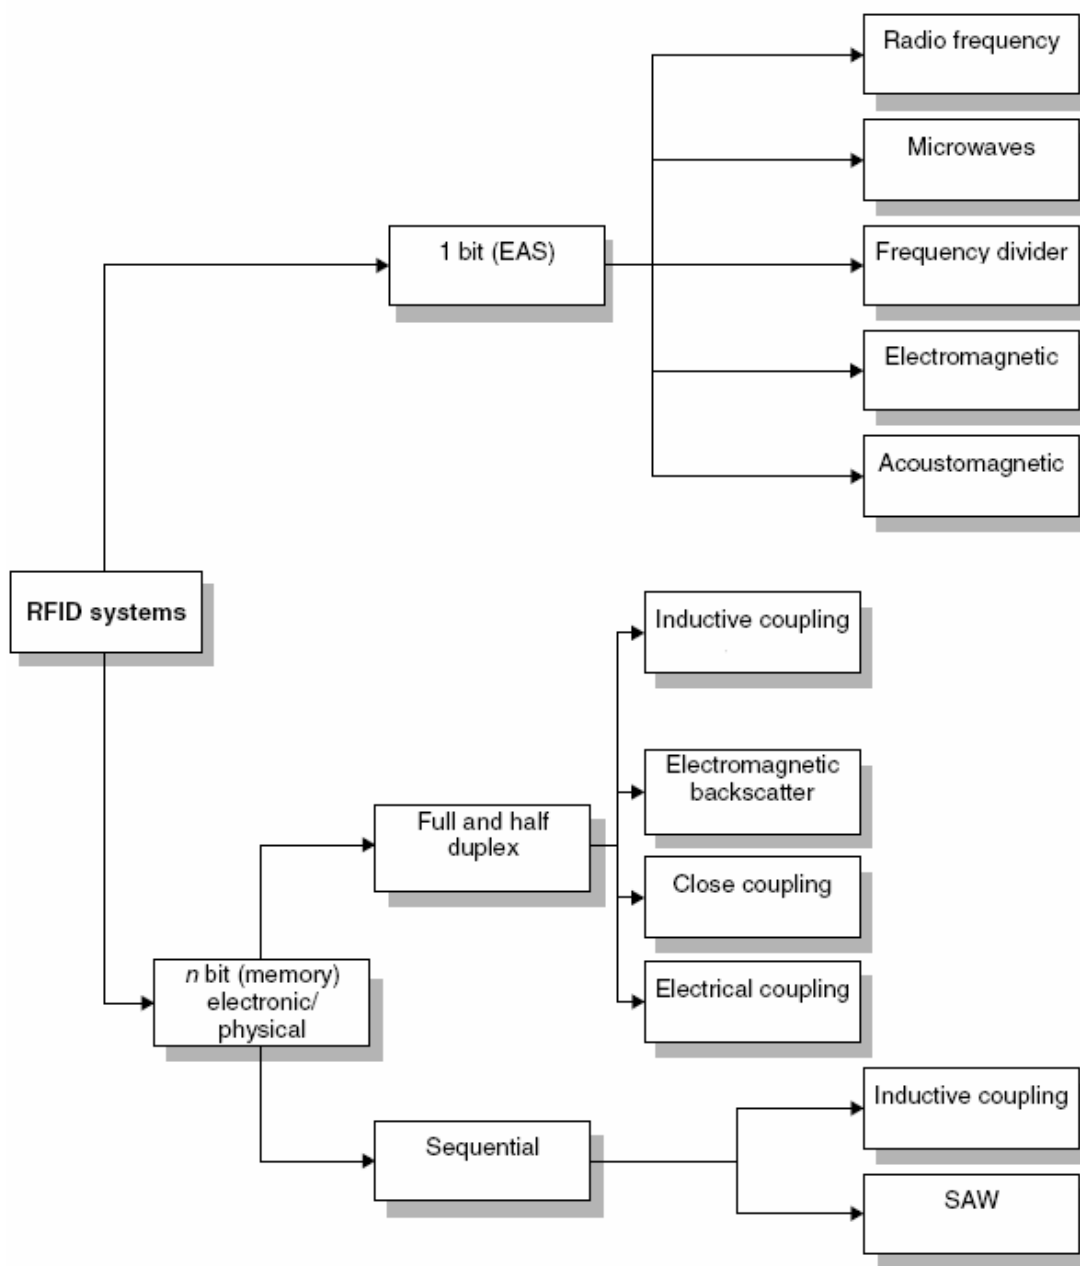 Radio frequency
Microwaves
1 bit (EAS)
Frequency divider
Electromagnetic
Acoustomagnetic
RFID systems
Inductive coupling
Electromagnetic
backscatter
Full and half
duplex
Close coupling
n bit (memory)
electronic/
physical
Electrical coupling
Inductive coupling
Sequential
SAW